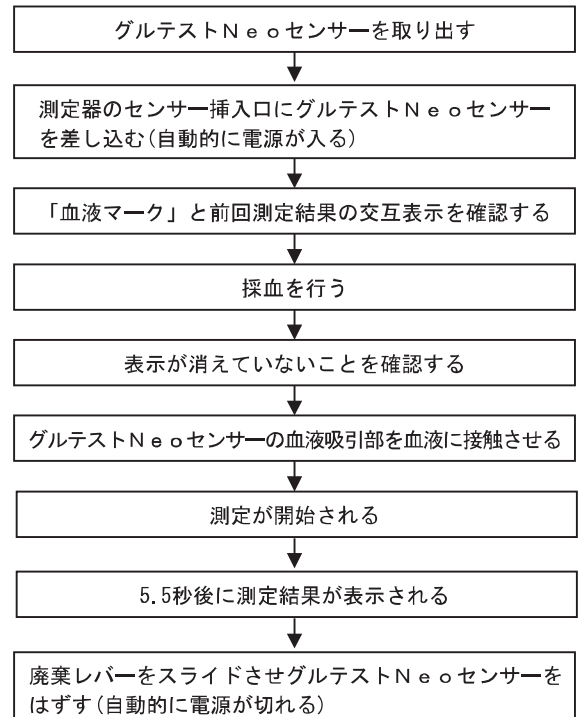 グルテストＮｅｏセンサーを取り出す
測定器のセンサー挿入口にグルテストＮｅｏセンサー
を差し込む(自動的に電源が入る)
「血液マーク」と前回測定結果の交互表示を確認する
採血を行う
表示が消えていないことを確認する
グルテストＮｅｏセンサーの血液吸引部を血液に接触させる
測定が開始される
5.5秒後に測定結果が表示される
廃棄レバーをスライドさせグルテストＮｅｏセンサーを
はずす(自動的に電源が切れる)